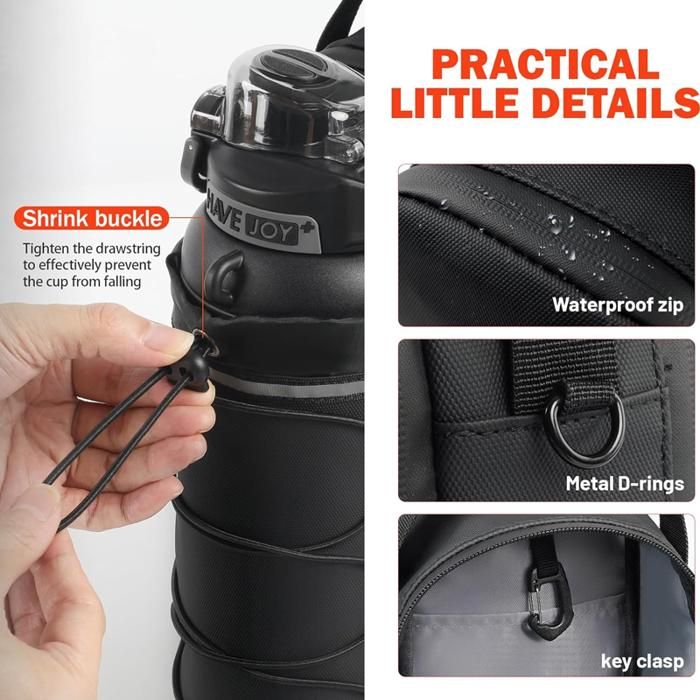 PRACTICAL
LITTLE DETAILS
HAVE JOY+
Shrink buckle
Tighten the drawstring
to effectively prevent
the cup from falling
Waterproof zip
Metal D-rings
key clasp